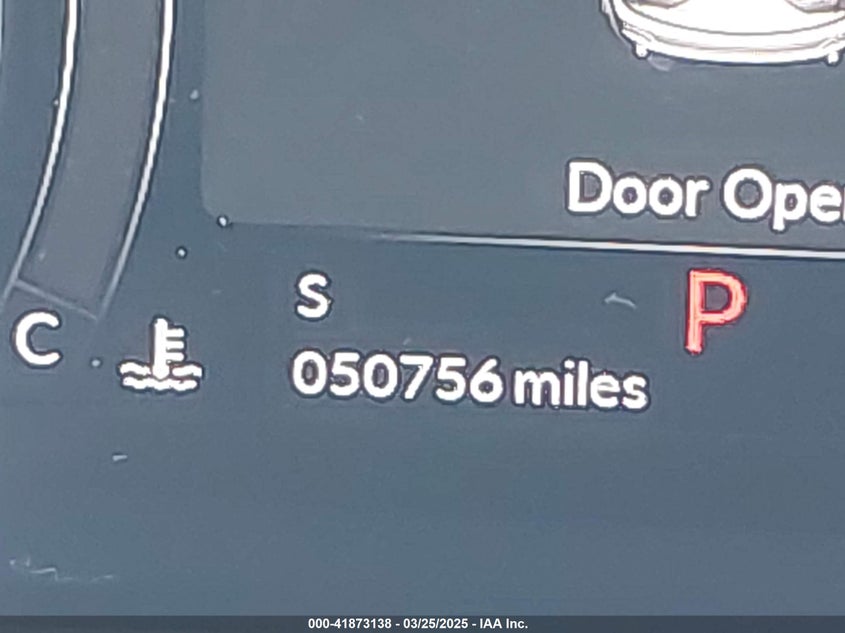 Door Ope
S
P
C
050756 miles
000-41873138 - 03/25/2025 - IAA Inc.